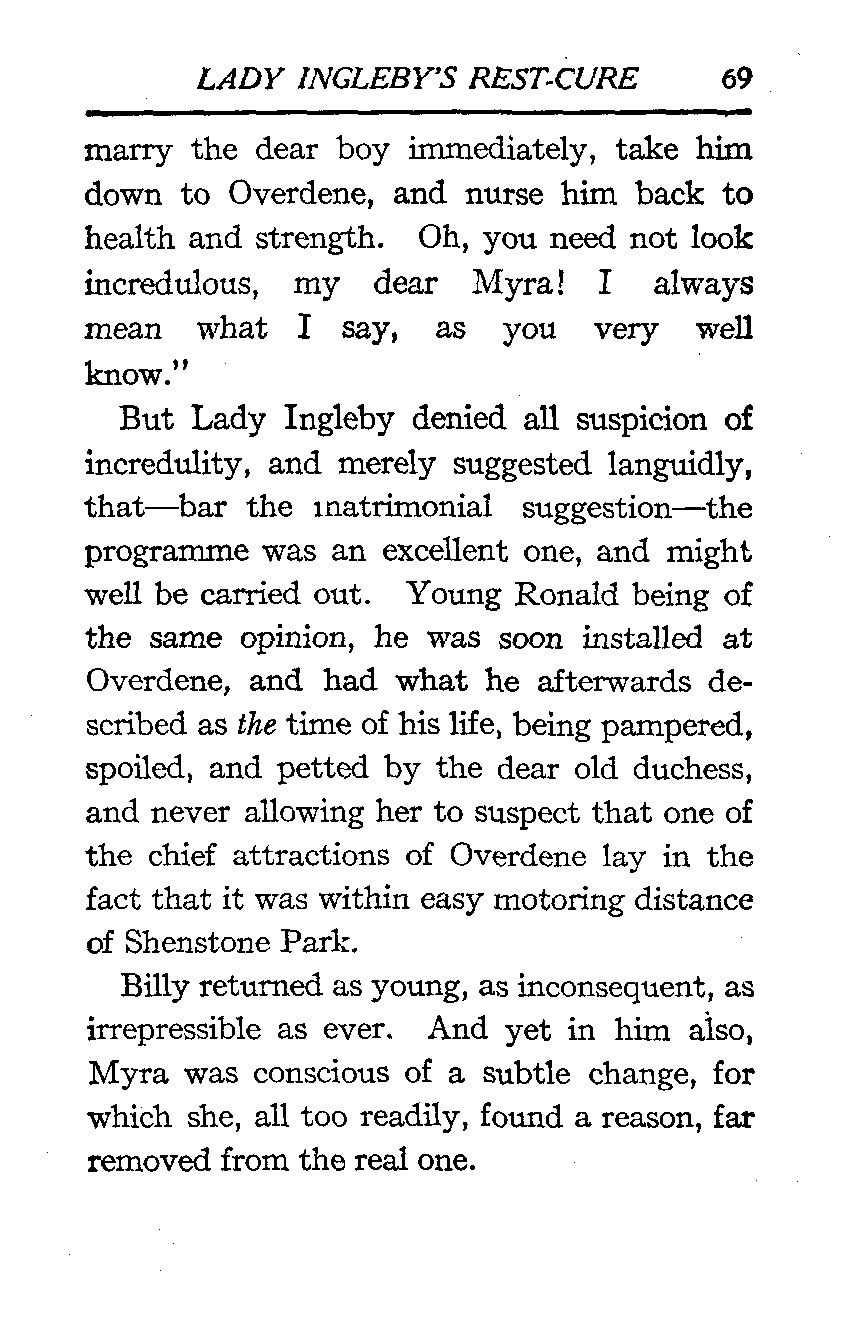 LADY INGLEBY'S REST-CURE 69
marry the dear boy immediately, take him
down to Overdene, and nurse him back to
health and strength. Oh, you need not look
incredulous, my dear Myra! I always
mean what I say, as you very well
know."
But Lady Ingleby denied all suspicion of
incredulity, and merely suggested languidly,
that—bar the matrimonial suggestion—the
programme was an excellent one, and might
well be carried out. Young Ronald being of
the same opinion, he was soon installed at
Overdene, and had what he afterwards de-
scribed as the time of his life, being pampered,
spoiled, and petted by the dear old duchess,
and never allowing her to suspect that one of
the chief attractions of Overdene lay in the
fact that it was within easy motoring distance
of Shenstone Park.
Billy returned as young, as inconsequent, as
irrepressible as ever. And yet in him also,
Myra was conscious of a subtle change, for
which she, all too readily, found a reason, far
removed from the real one.